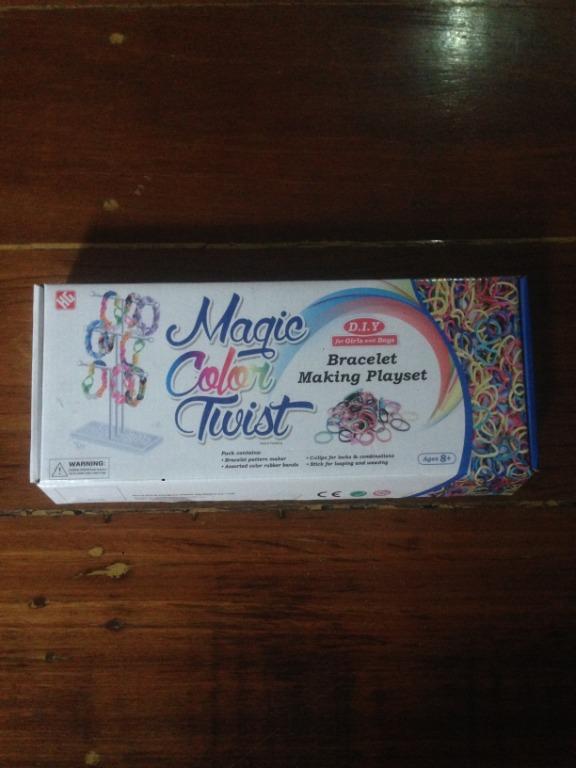 HG
Magic
Color
Twist
D.I.Y
for Girls and Boys
Bracelet
Making Playset
Pack contains:
• Bracelet pattern maker
• Assorted color rubber bands
• C-clips for locks & combinations
• Stick for looping and weaving
Ages 8+
WARNING:
CE